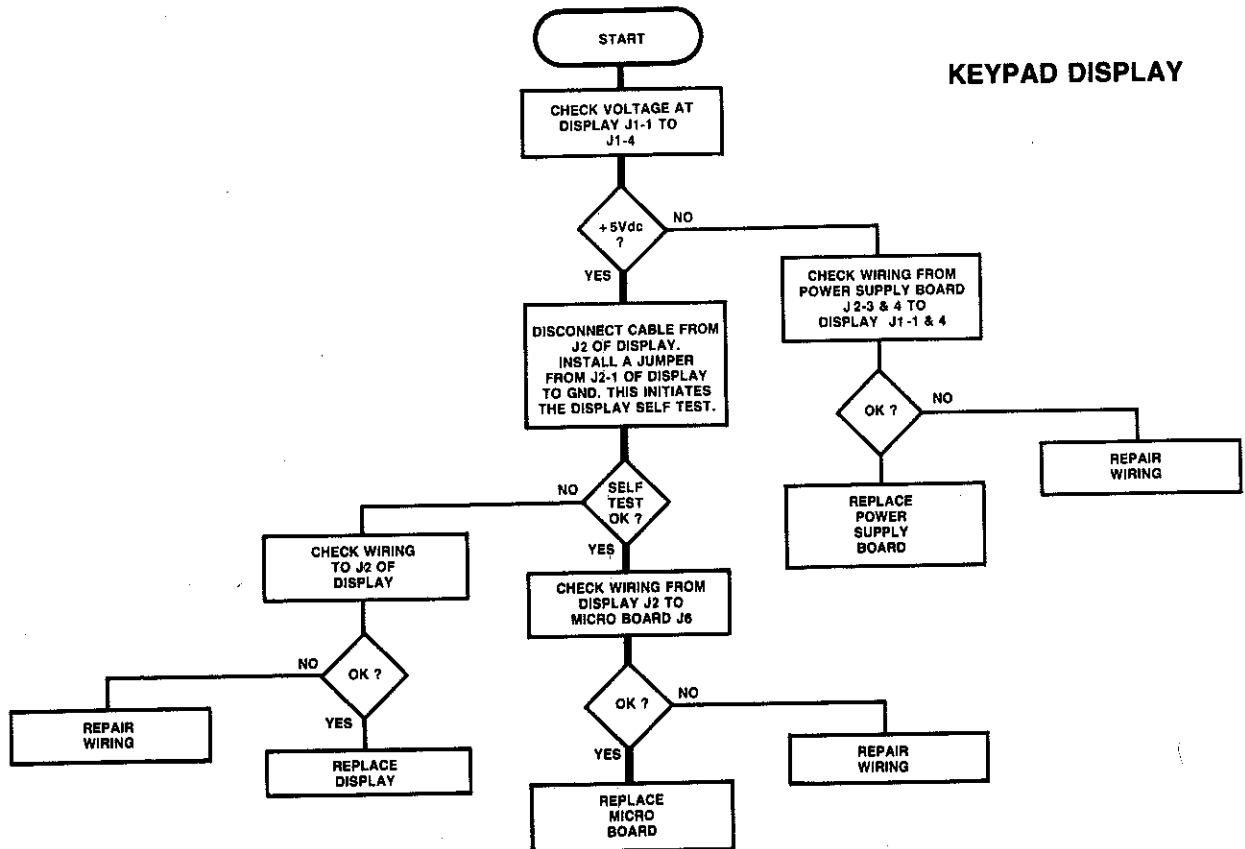 START
KEYPAD DISPLAY
CHECK VOLTAGE AT
DISPLAY J1-1 TO
J1-4
+5Vdc
?
NO
YES
CHECK WIRING FROM
POWER SUPPLY BOARD
J2-3 & 4 TO
DISPLAY J1-1 & 4
DISCONNECT CABLE FROM
J2 OF DISPLAY.
INSTALL A JUMPER
FROM J2-1 OF DISPLAY
TO GND. THIS INITIATES
THE DISPLAY SELF TEST.
OK ?
NO
REPAIR
WIRING
REPLACE
POWER
SUPPLY
BOARD
SELF
TEST
OK ?
NO
YES
CHECK WIRING
TO J2 OF
DISPLAY
CHECK WIRING FROM
DISPLAY J2 TO
MICRO BOARD J6
OK ?
NO
YES
REPAIR
WIRING
REPLACE
DISPLAY
OK ?
NO
YES
REPAIR
WIRING
REPLACE
MICRO
BOARD